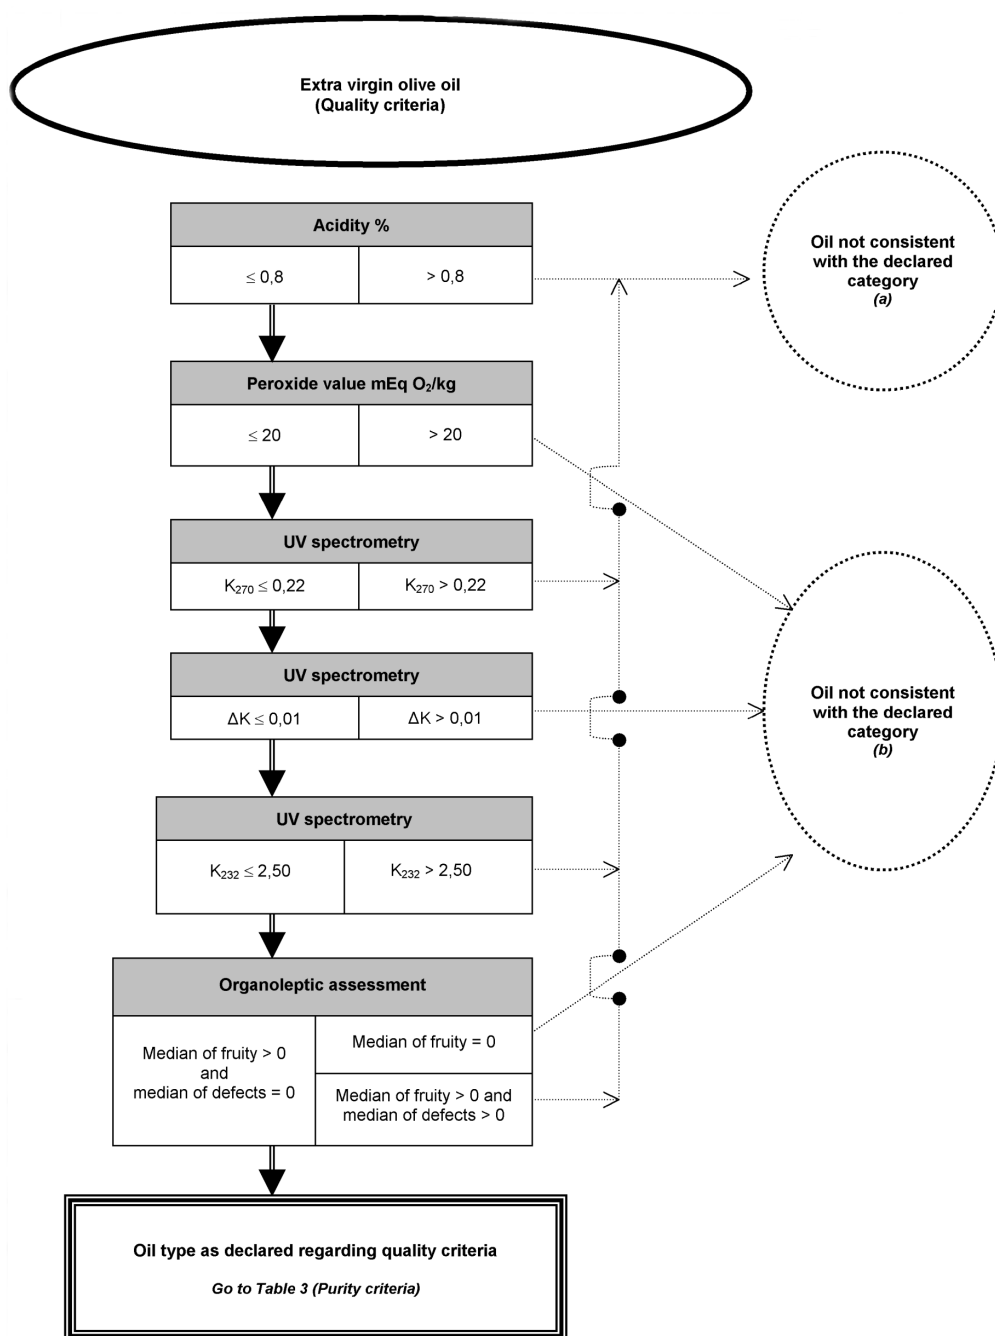 Extra virgin olive oil
(Quality criteria)
Acidity %
≤ 0,8
> 0,8
Oil not consistent
with the declared
category
(a)
Peroxide value mEq O₂/kg
≤ 20
> 20
UV spectrometry
K₂₇₀ ≤ 0,22
K₂₇₀ > 0,22
UV spectrometry
ΔK ≤ 0,01
ΔK > 0,01
Oil not consistent
with the declared
category
(b)
UV spectrometry
K₂₃₂ ≤ 2,50
K₂₃₂ > 2,50
Organoleptic assessment
Median of fruity > 0
and
median of defects = 0
Median of fruity = 0
Median of fruity > 0 and
median of defects > 0
Oil type as declared regarding quality criteria
Go to Table 3 (Purity criteria)